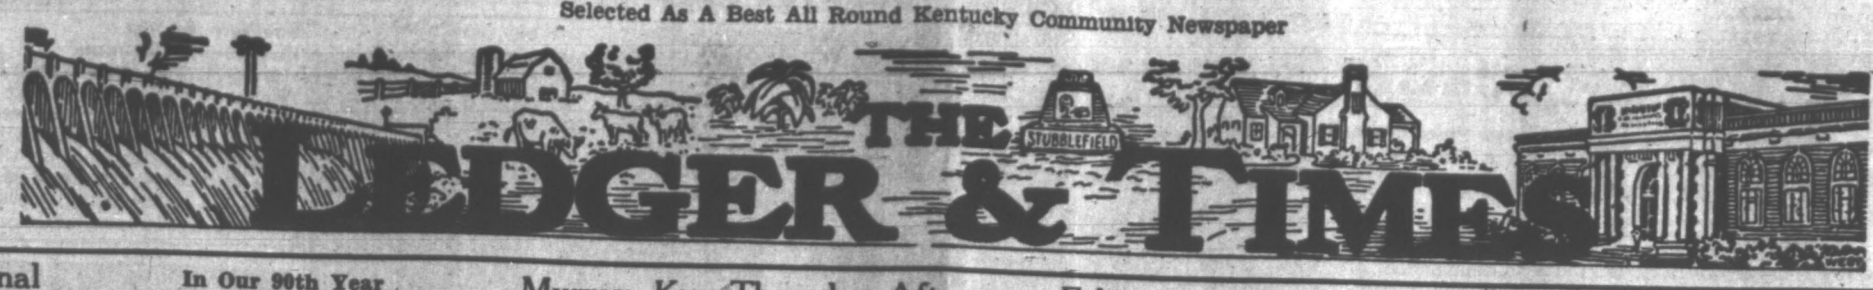 Selected As A Best All Round Kentucky Community Newspaper
THE
STUBBLEFIELD
LEDGER & TIMES
In Our 90th Year